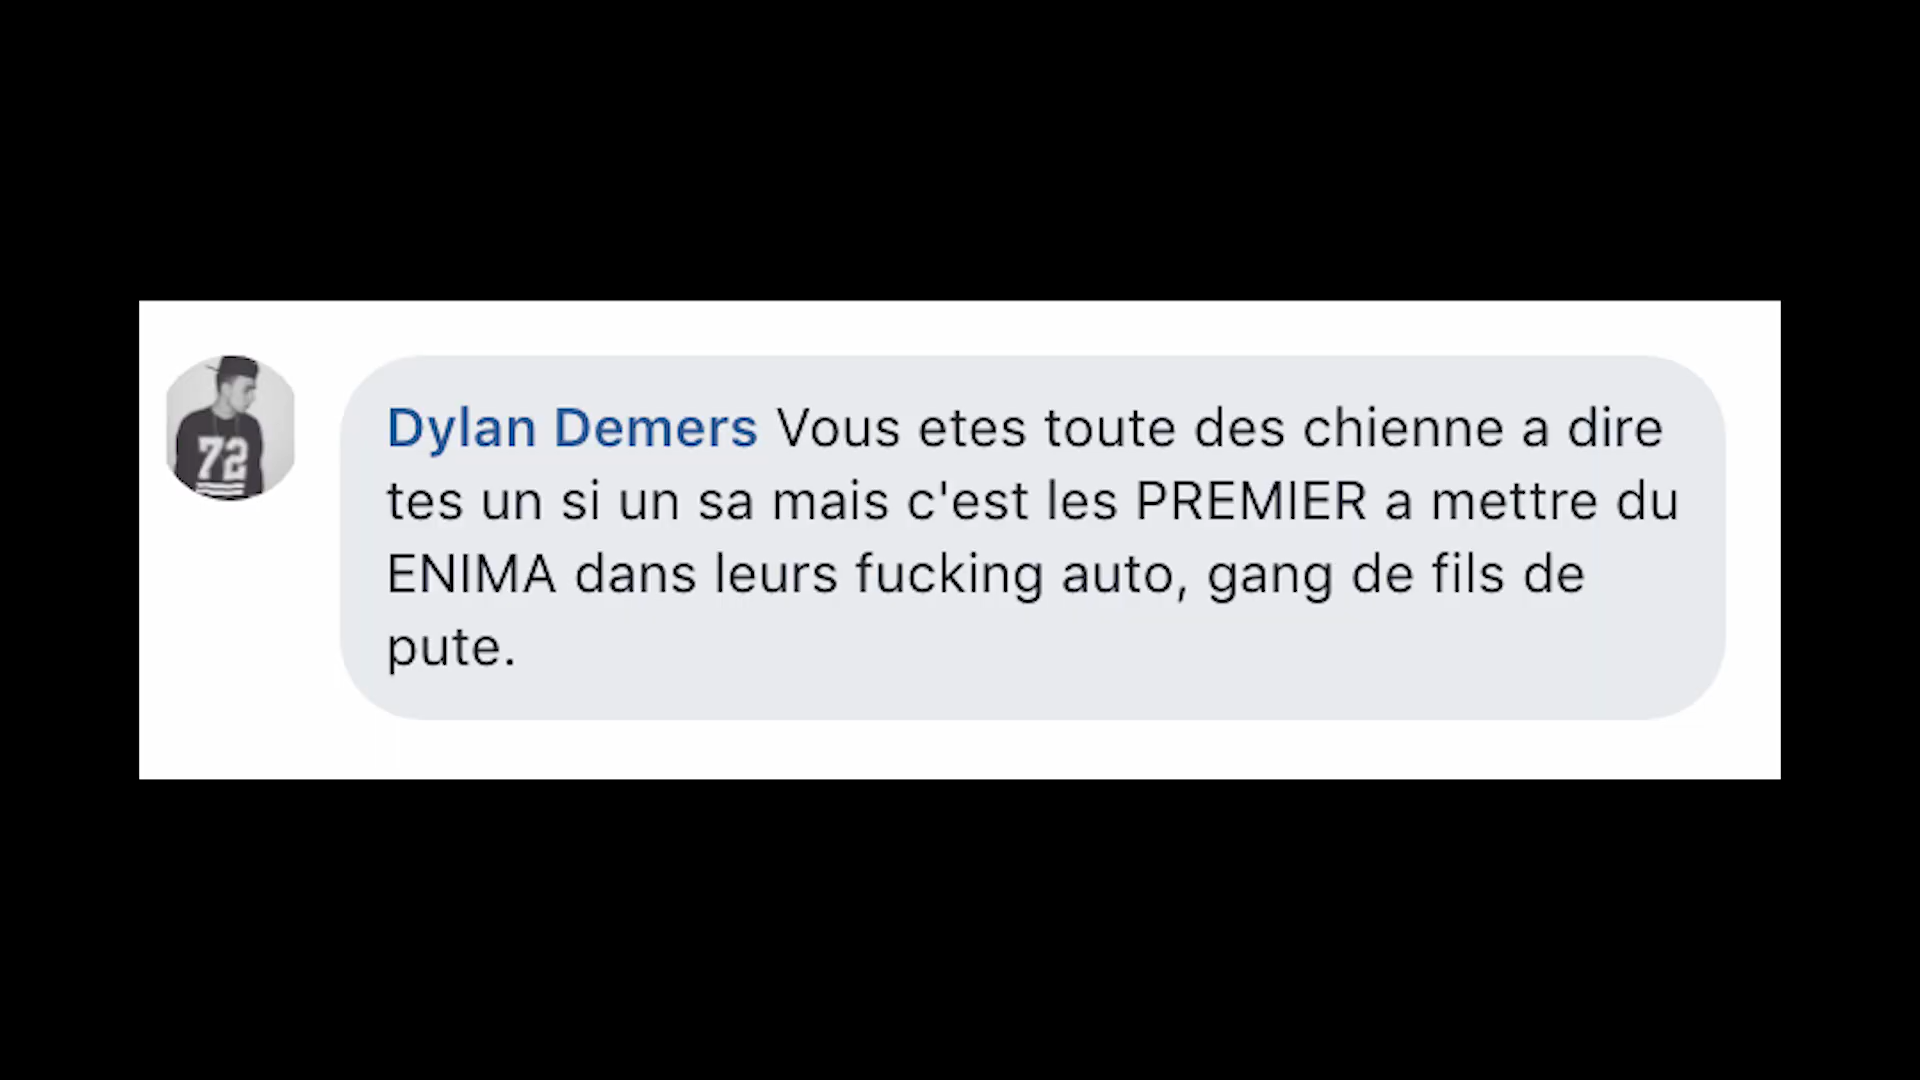 72
Dylan Demers Vous etes toute des chienne a dire
tes un si un sa mais c'est les PREMIER a mettre du
ENIMA dans leurs fucking auto, gang de fils de
pute.